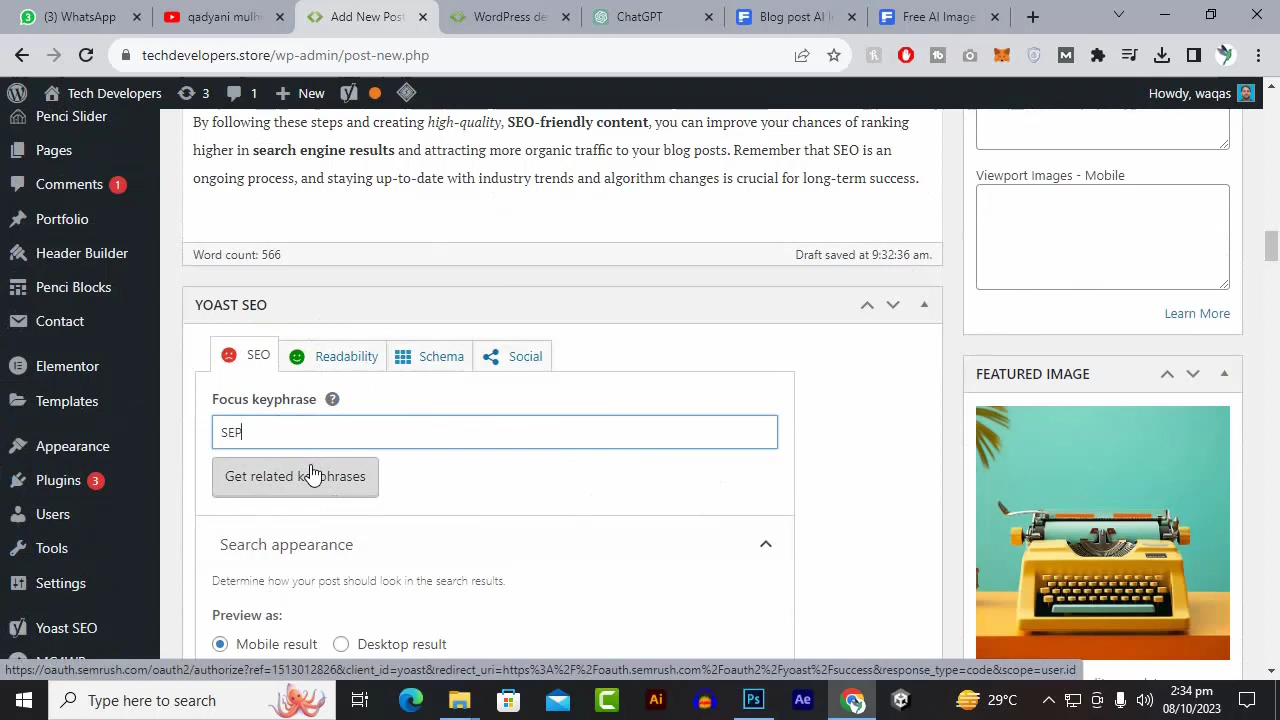 WhatsApp
qadyani mulhi
Add New Post
WordPress de
ChatGPT
Blog post AI I
Free AI Image
techdevelopers.store/wp-admin/post-new.php
Tech Developers
3
1
New
Howdy, waqas
Penci Slider
Pages
Comments
1
Portfolio
Header Builder
Penci Blocks
Contact
Elementor
Templates
Appearance
Plugins
3
Users
Tools
Settings
Yoast SEO
By following these steps and creating high-quality, SEO-friendly content, you can improve your chances of ranking
higher in search engine results and attracting more organic traffic to your blog posts. Remember that SEO is an
ongoing process, and staying up-to-date with industry trends and algorithm changes is crucial for long-term success.
Word count: 566
Draft saved at 9:32:36 am.
YOAST SEO
SEO
Readability
Schema
Social
Focus keyphrase
SEP
Get related keyphrases
Search appearance
Determine how your post should look in the search results.
Preview as:
Mobile result
Desktop result
Viewport Images - Mobile
Learn More
FEATURED IMAGE
https://oauth.semrush.com/oauth2/authorize?ref=1513012826&client_id=yoast&redirect_uri=https%3A%2F%2Foauth.semrush.com%2Foauth2%2Fyoast%2Fsuccess&response_type=code&scope=user.id
Type here to search
29°C
2:34 pm
08/10/2023